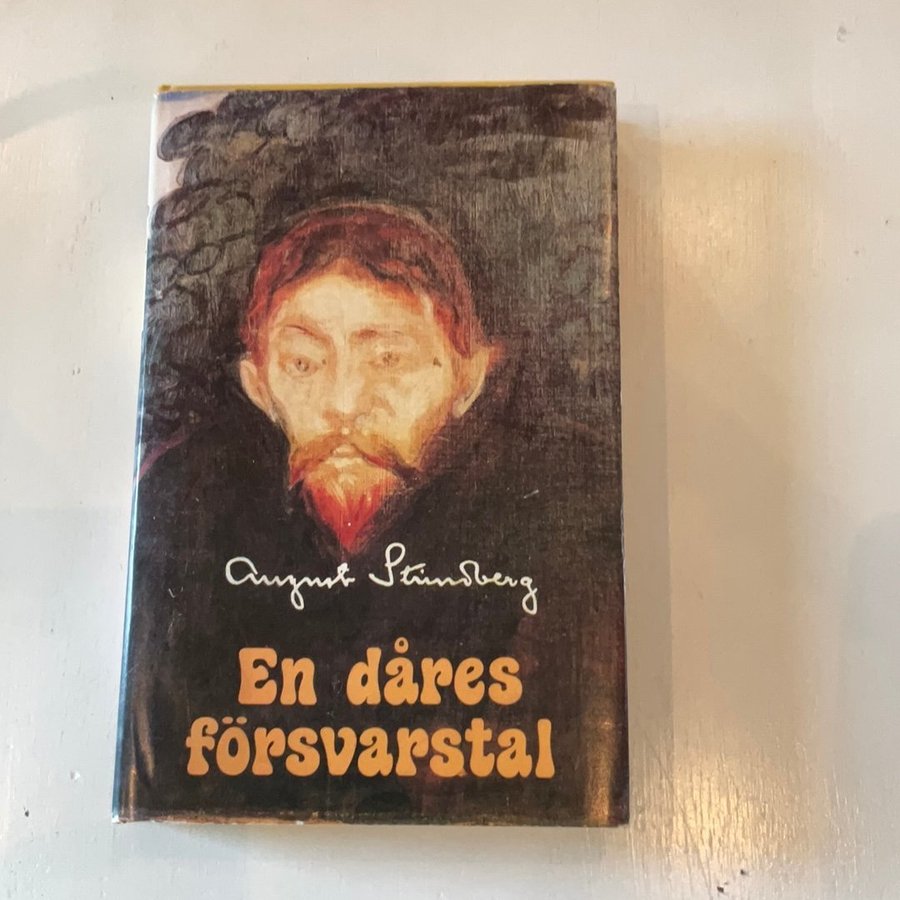 August Strindberg
En dåres
försvarstal